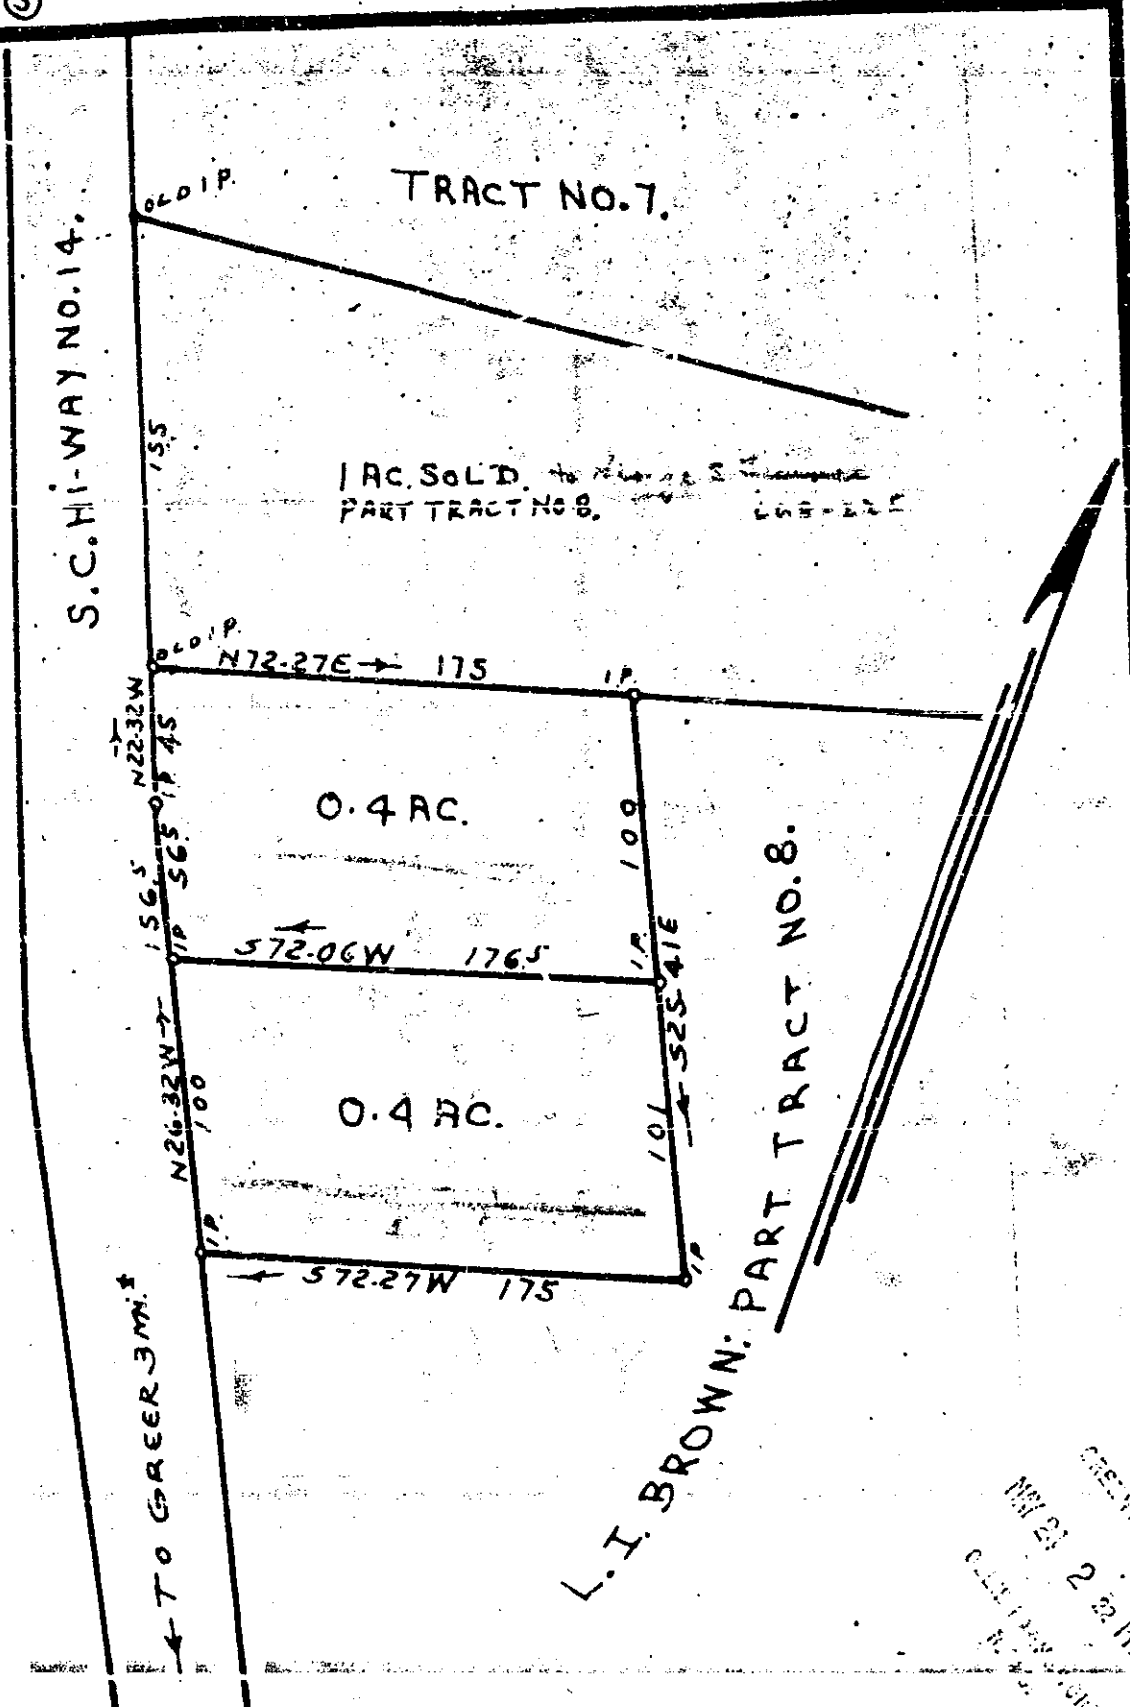 TRACT NO.7.
OLD I P.
S.C. HI-WAY NO.14.
155
1 AC. SOLD. to
PART TRACT NO 8.
OLD I P.
N72-27E → 175
I.P.
N22-32W
45
I P
56.5
156.5
I P
0.4 AC.
100
I.P.
S72-06W 176.5
S25-41E
N26-32W
100
0.4 AC.
101
I.P.
S72-27W 175
I P
L. I. BROWN: PART TRACT NO. 8.
← TO GREER 3 MI.±
2